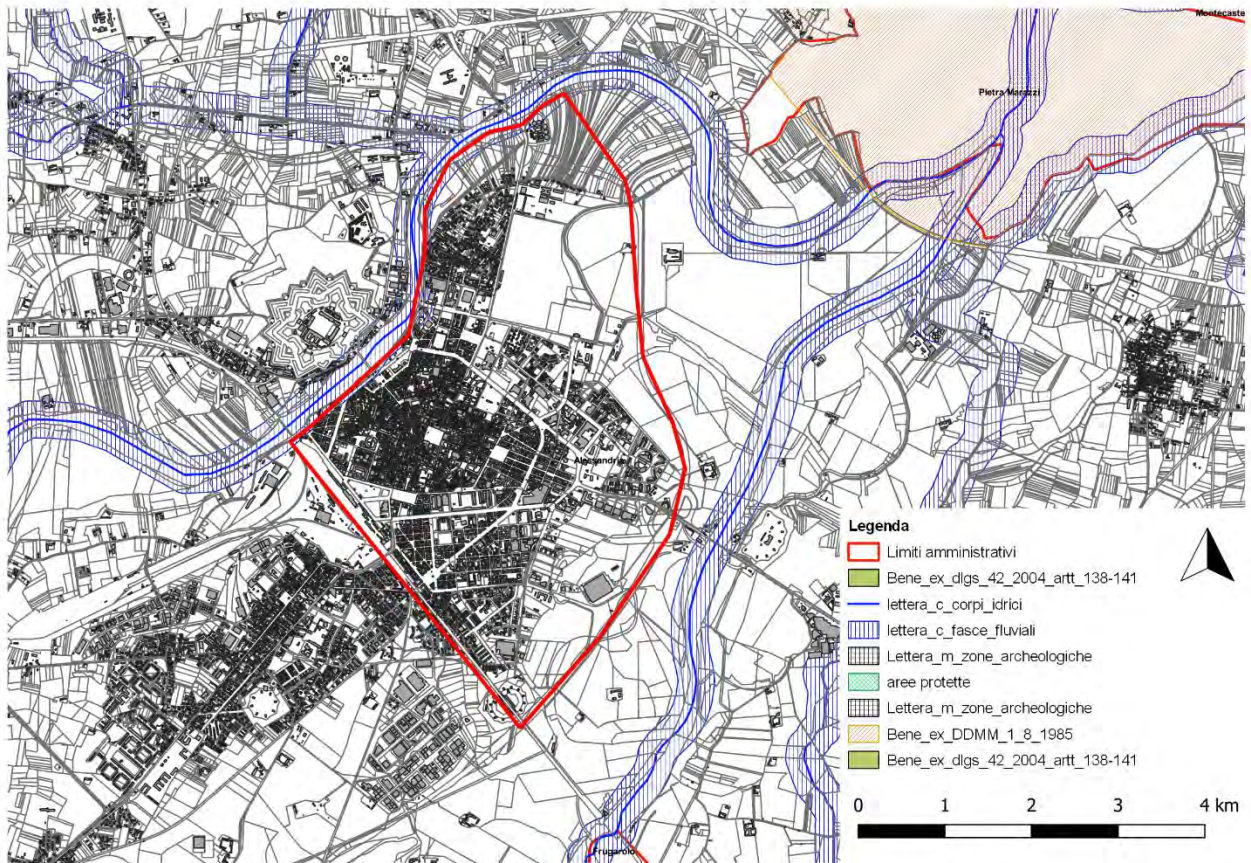 Montecaste
Pietra Marazzi
Alessandria
Frugarolo
Legenda
Limiti amministrativi
Bene_ex_dlgs_42_2004_artt_138-141
lettera_c_corpi_idrici
lettera_c_fasce_fluviali
Lettera_m_zone_archeologiche
aree protette
Lettera_m_zone_archeologiche
Bene_ex_DDMM_1_8_1985
Bene_ex_dlgs_42_2004_artt_138-141
0 1 2 3 4 km